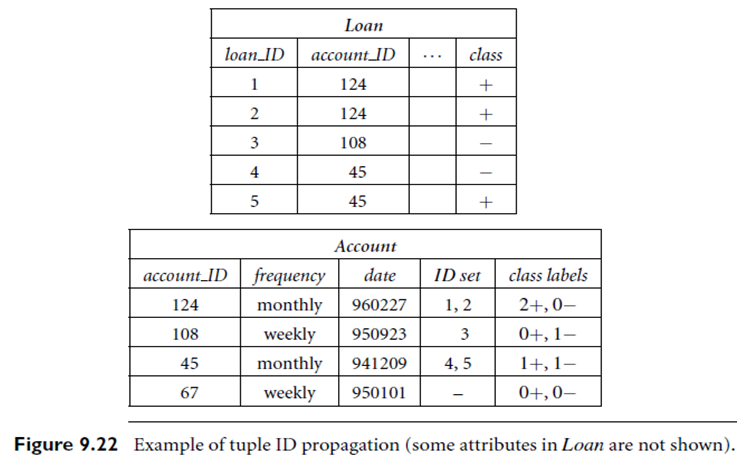 Loan
loan_ID account_ID ... class
1 124 +
2 124 +
3 108 −
4 45 −
5 45 +
Account
account_ID frequency date ID set class labels
124 monthly 960227 1, 2 2+, 0−
108 weekly 950923 3 0+, 1−
45 monthly 941209 4, 5 1+, 1−
67 weekly 950101 – 0+, 0−
Figure 9.22 Example of tuple ID propagation (some attributes in Loan are not shown).